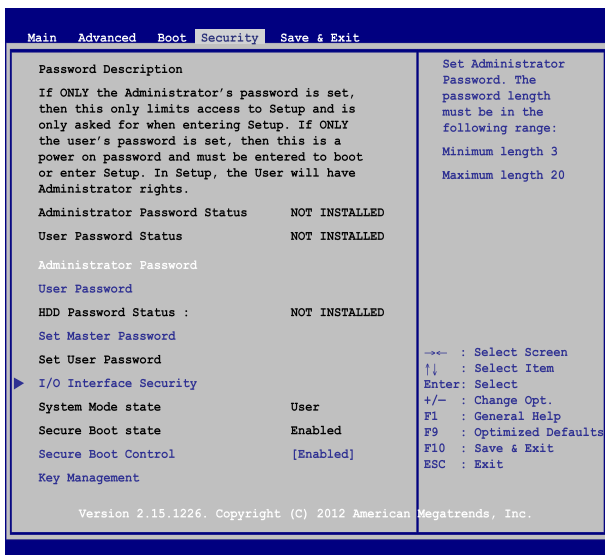 Main Advanced Boot Security Save & Exit
Password Description
If ONLY the Administrator's password is set,
then this only limits access to Setup and is
only asked for when entering Setup. If ONLY
the user's password is set, then this is a
power on password and must be entered to boot
or enter Setup. In Setup, the User will have
Administrator rights.
Administrator Password Status NOT INSTALLED
User Password Status NOT INSTALLED
Administrator Password
User Password
HDD Password Status : NOT INSTALLED
Set Master Password
Set User Password
I/O Interface Security
System Mode state User
Secure Boot state Enabled
Secure Boot Control [Enabled]
Key Management
Set Administrator
Password. The
password length
must be in the
following range:
Minimum length 3
Maximum length 20
→← : Select Screen
↑↓ : Select Item
Enter: Select
+/— : Change Opt.
F1 : General Help
F9 : Optimized Defaults
F10 : Save & Exit
ESC : Exit
Version 2.15.1226. Copyright (C) 2012 American Megatrends, Inc.